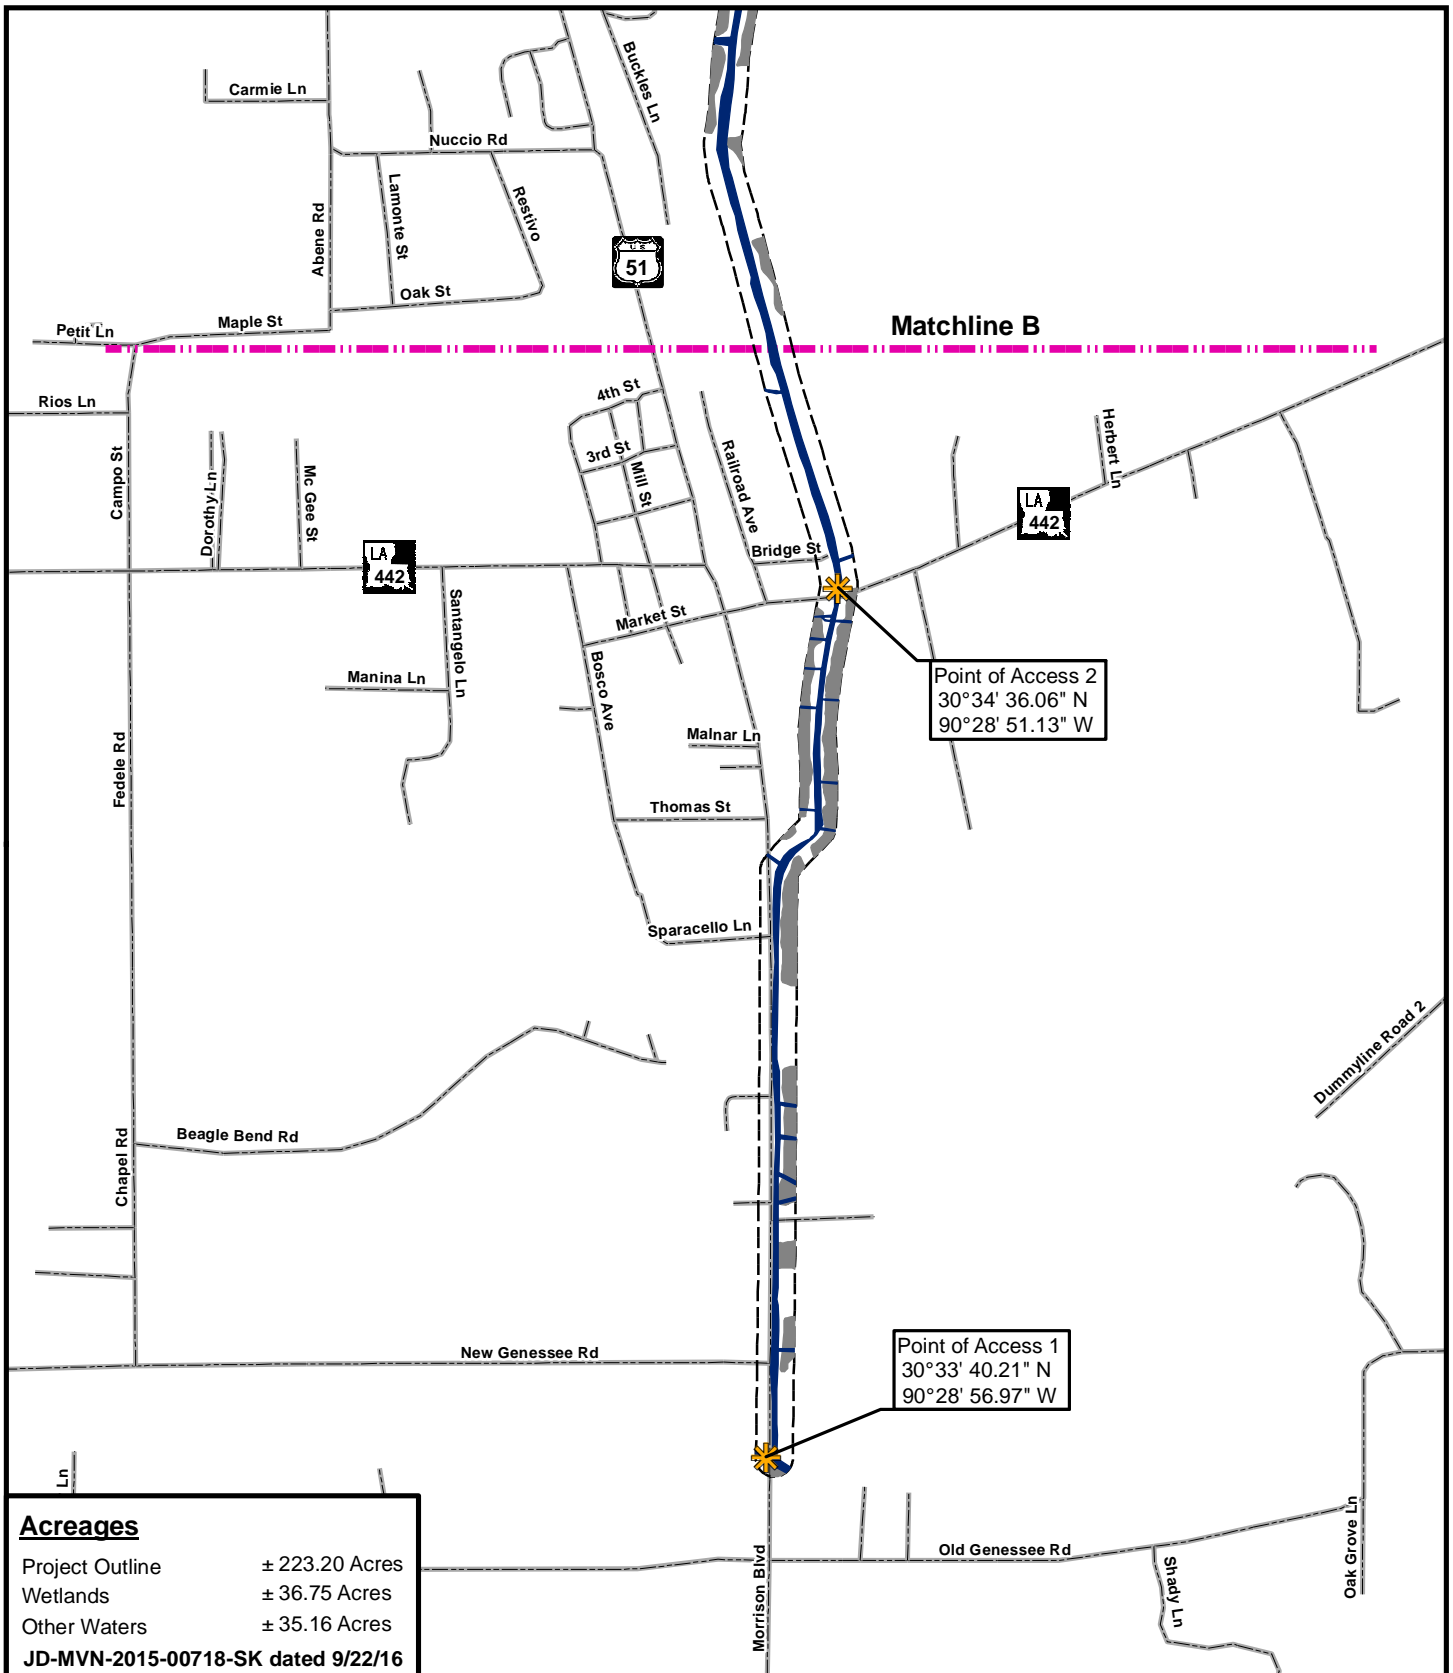 Buckles Ln
Carmie Ln
Nuccio Rd
Abene Rd
Lamonte St
Restivo
U S
51
Oak St
Maple St
Petit Ln
Matchline B
Rios Ln
4th St
Campo St
Dorothy Ln
Mc Gee St
3rd St
Mill St
Railroad Ave
Herbert Ln
LA
442
Bridge St
LA
442
Santangelo Ln
Market St
Manina Ln
Bosco Ave
Point of Access 2
30°34' 36.06" N
90°28' 51.13" W
Malnar Ln
Fedele Rd
Thomas St
Sparacello Ln
Dummyline Road 2
Beagle Bend Rd
Chapel Rd
New Genessee Rd
Point of Access 1
30°33' 40.21" N
90°28' 56.97" W
Ln
Old Genessee Rd
Morrison Blvd
Shady Ln
Oak Grove Ln
Acreages
Project Outline ± 223.20 Acres
Wetlands ± 36.75 Acres
Other Waters ± 35.16 Acres
JD-MVN-2015-00718-SK dated 9/22/16